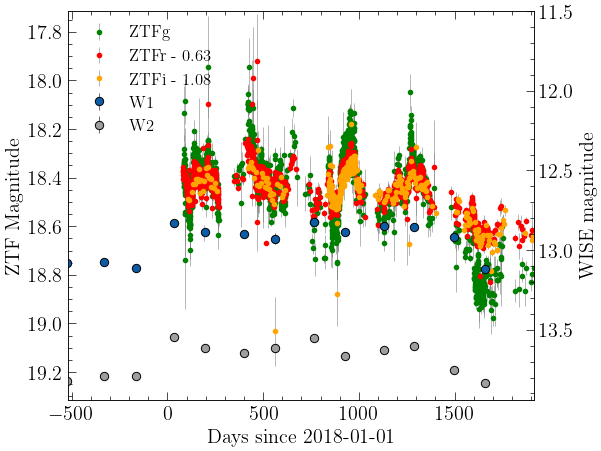 ZTFg
ZTFr - 0.63
ZTFi - 1.08
W1
W2
17.8
18.0
18.2
18.4
18.6
18.8
19.0
19.2
ZTF Magnitude
11.5
12.0
12.5
13.0
13.5
WISE magnitude
−500
0
500
1000
1500
Days since 2018-01-01